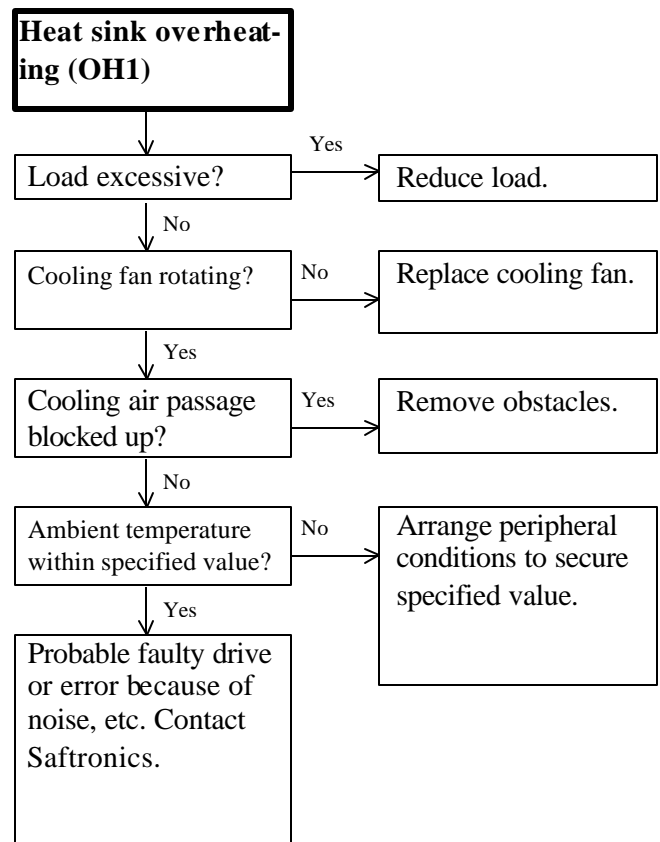 Heat sink overheat-
ing (OH1)
Yes
Load excessive?
Reduce load.
No
Cooling fan rotating?
No
Replace cooling fan.
Yes
Cooling air passage
blocked up?
Yes
Remove obstacles.
No
Ambient temperature
within specified value?
No
Arrange peripheral
conditions to secure
specified value.
Yes
Probable faulty drive
or error because of
noise, etc. Contact
Saftronics.